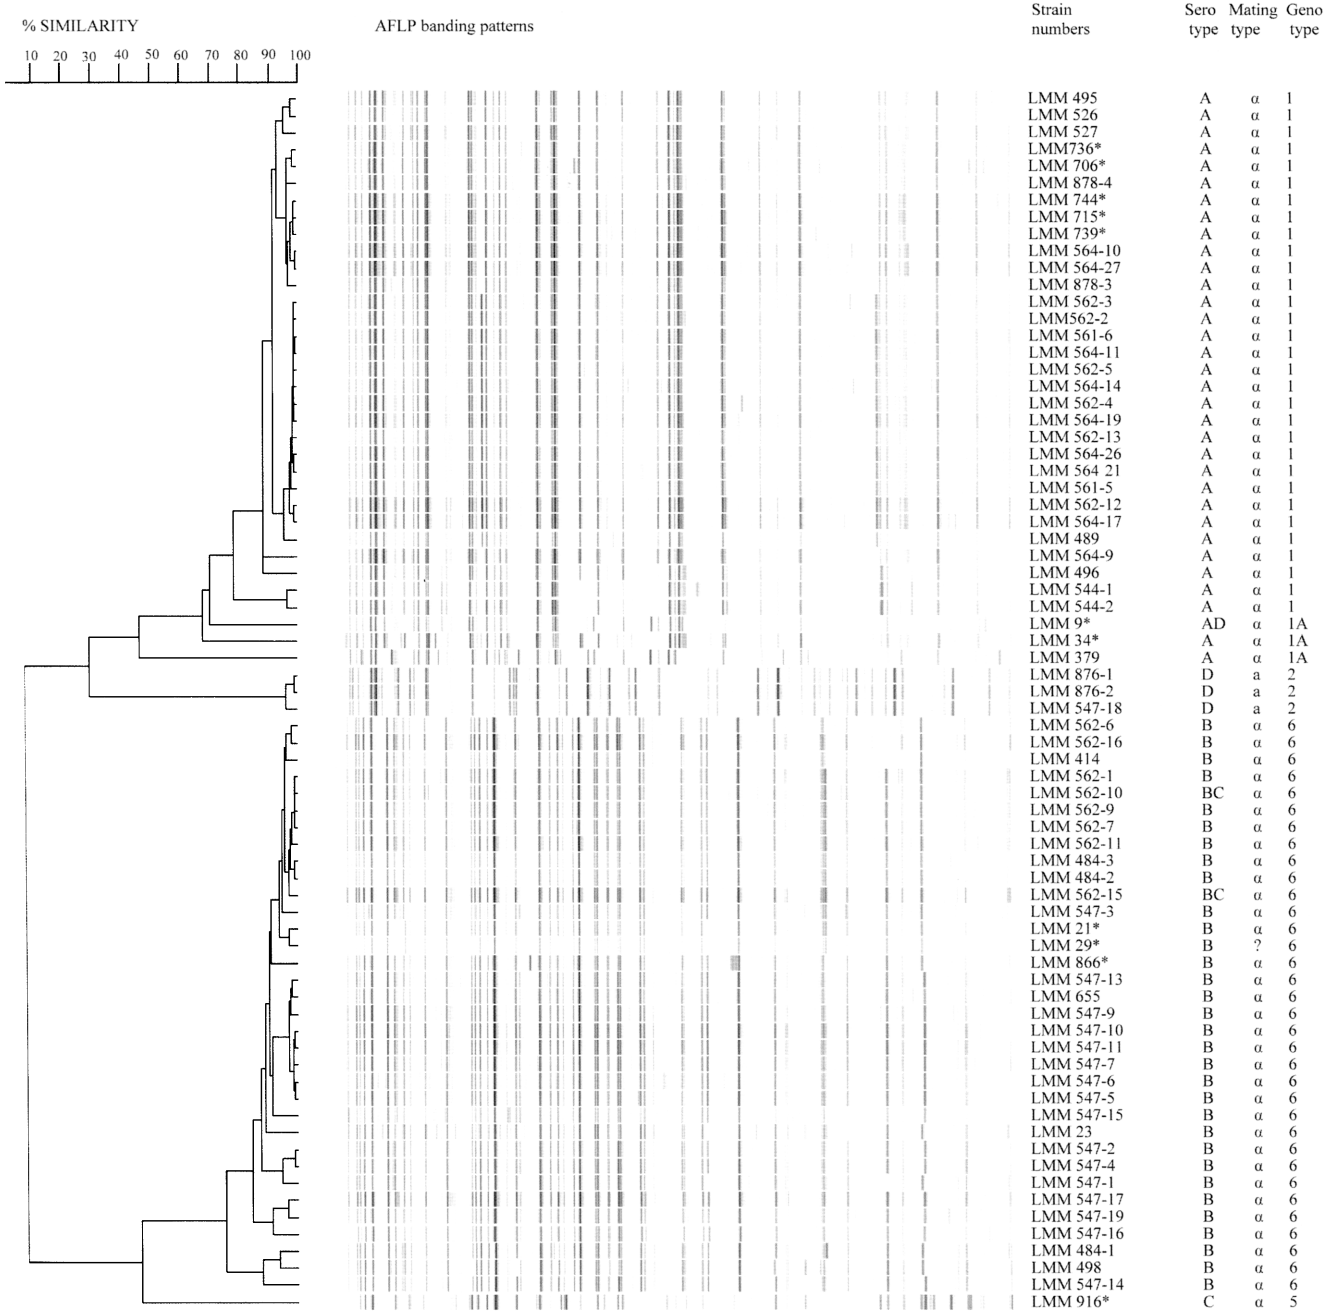 % SIMILARITY
AFLP banding patterns
Strain numbers
Sero type
Mating type
Geno type
10 20 30 40 50 60 70 80 90 100
LMM 495 A α 1
LMM 526 A α 1
LMM 527 A α 1
LMM736* A α 1
LMM 706* A α 1
LMM 878-4 A α 1
LMM 744* A α 1
LMM 715* A α 1
LMM 739* A α 1
LMM 564-10 A α 1
LMM 564-27 A α 1
LMM 878-3 A α 1
LMM 562-3 A α 1
LMM562-2 A α 1
LMM 561-6 A α 1
LMM 564-11 A α 1
LMM 562-5 A α 1
LMM 564-14 A α 1
LMM 562-4 A α 1
LMM 564-19 A α 1
LMM 562-13 A α 1
LMM 564-26 A α 1
LMM 564 21 A α 1
LMM 561-5 A α 1
LMM 562-12 A α 1
LMM 564-17 A α 1
LMM 489 A α 1
LMM 564-9 A α 1
LMM 496 A α 1
LMM 544-1 A α 1
LMM 544-2 A α 1
LMM 9* AD α 1A
LMM 34* A α 1A
LMM 379 A α 1A
LMM 876-1 D a 2
LMM 876-2 D a 2
LMM 547-18 D a 2
LMM 562-6 B α 6
LMM 562-16 B α 6
LMM 414 B α 6
LMM 562-1 B α 6
LMM 562-10 BC α 6
LMM 562-9 B α 6
LMM 562-7 B α 6
LMM 562-11 B α 6
LMM 484-3 B α 6
LMM 484-2 B α 6
LMM 562-15 BC α 6
LMM 547-3 B α 6
LMM 21* B α 6
LMM 29* B ? 6
LMM 866* B α 6
LMM 547-13 B α 6
LMM 655 B α 6
LMM 547-9 B α 6
LMM 547-10 B α 6
LMM 547-11 B α 6
LMM 547-7 B α 6
LMM 547-6 B α 6
LMM 547-5 B α 6
LMM 547-15 B α 6
LMM 23 B α 6
LMM 547-2 B α 6
LMM 547-4 B α 6
LMM 547-1 B α 6
LMM 547-17 B α 6
LMM 547-19 B α 6
LMM 547-16 B α 6
LMM 484-1 B α 6
LMM 498 B α 6
LMM 547-14 B α 6
LMM 916* C α 5